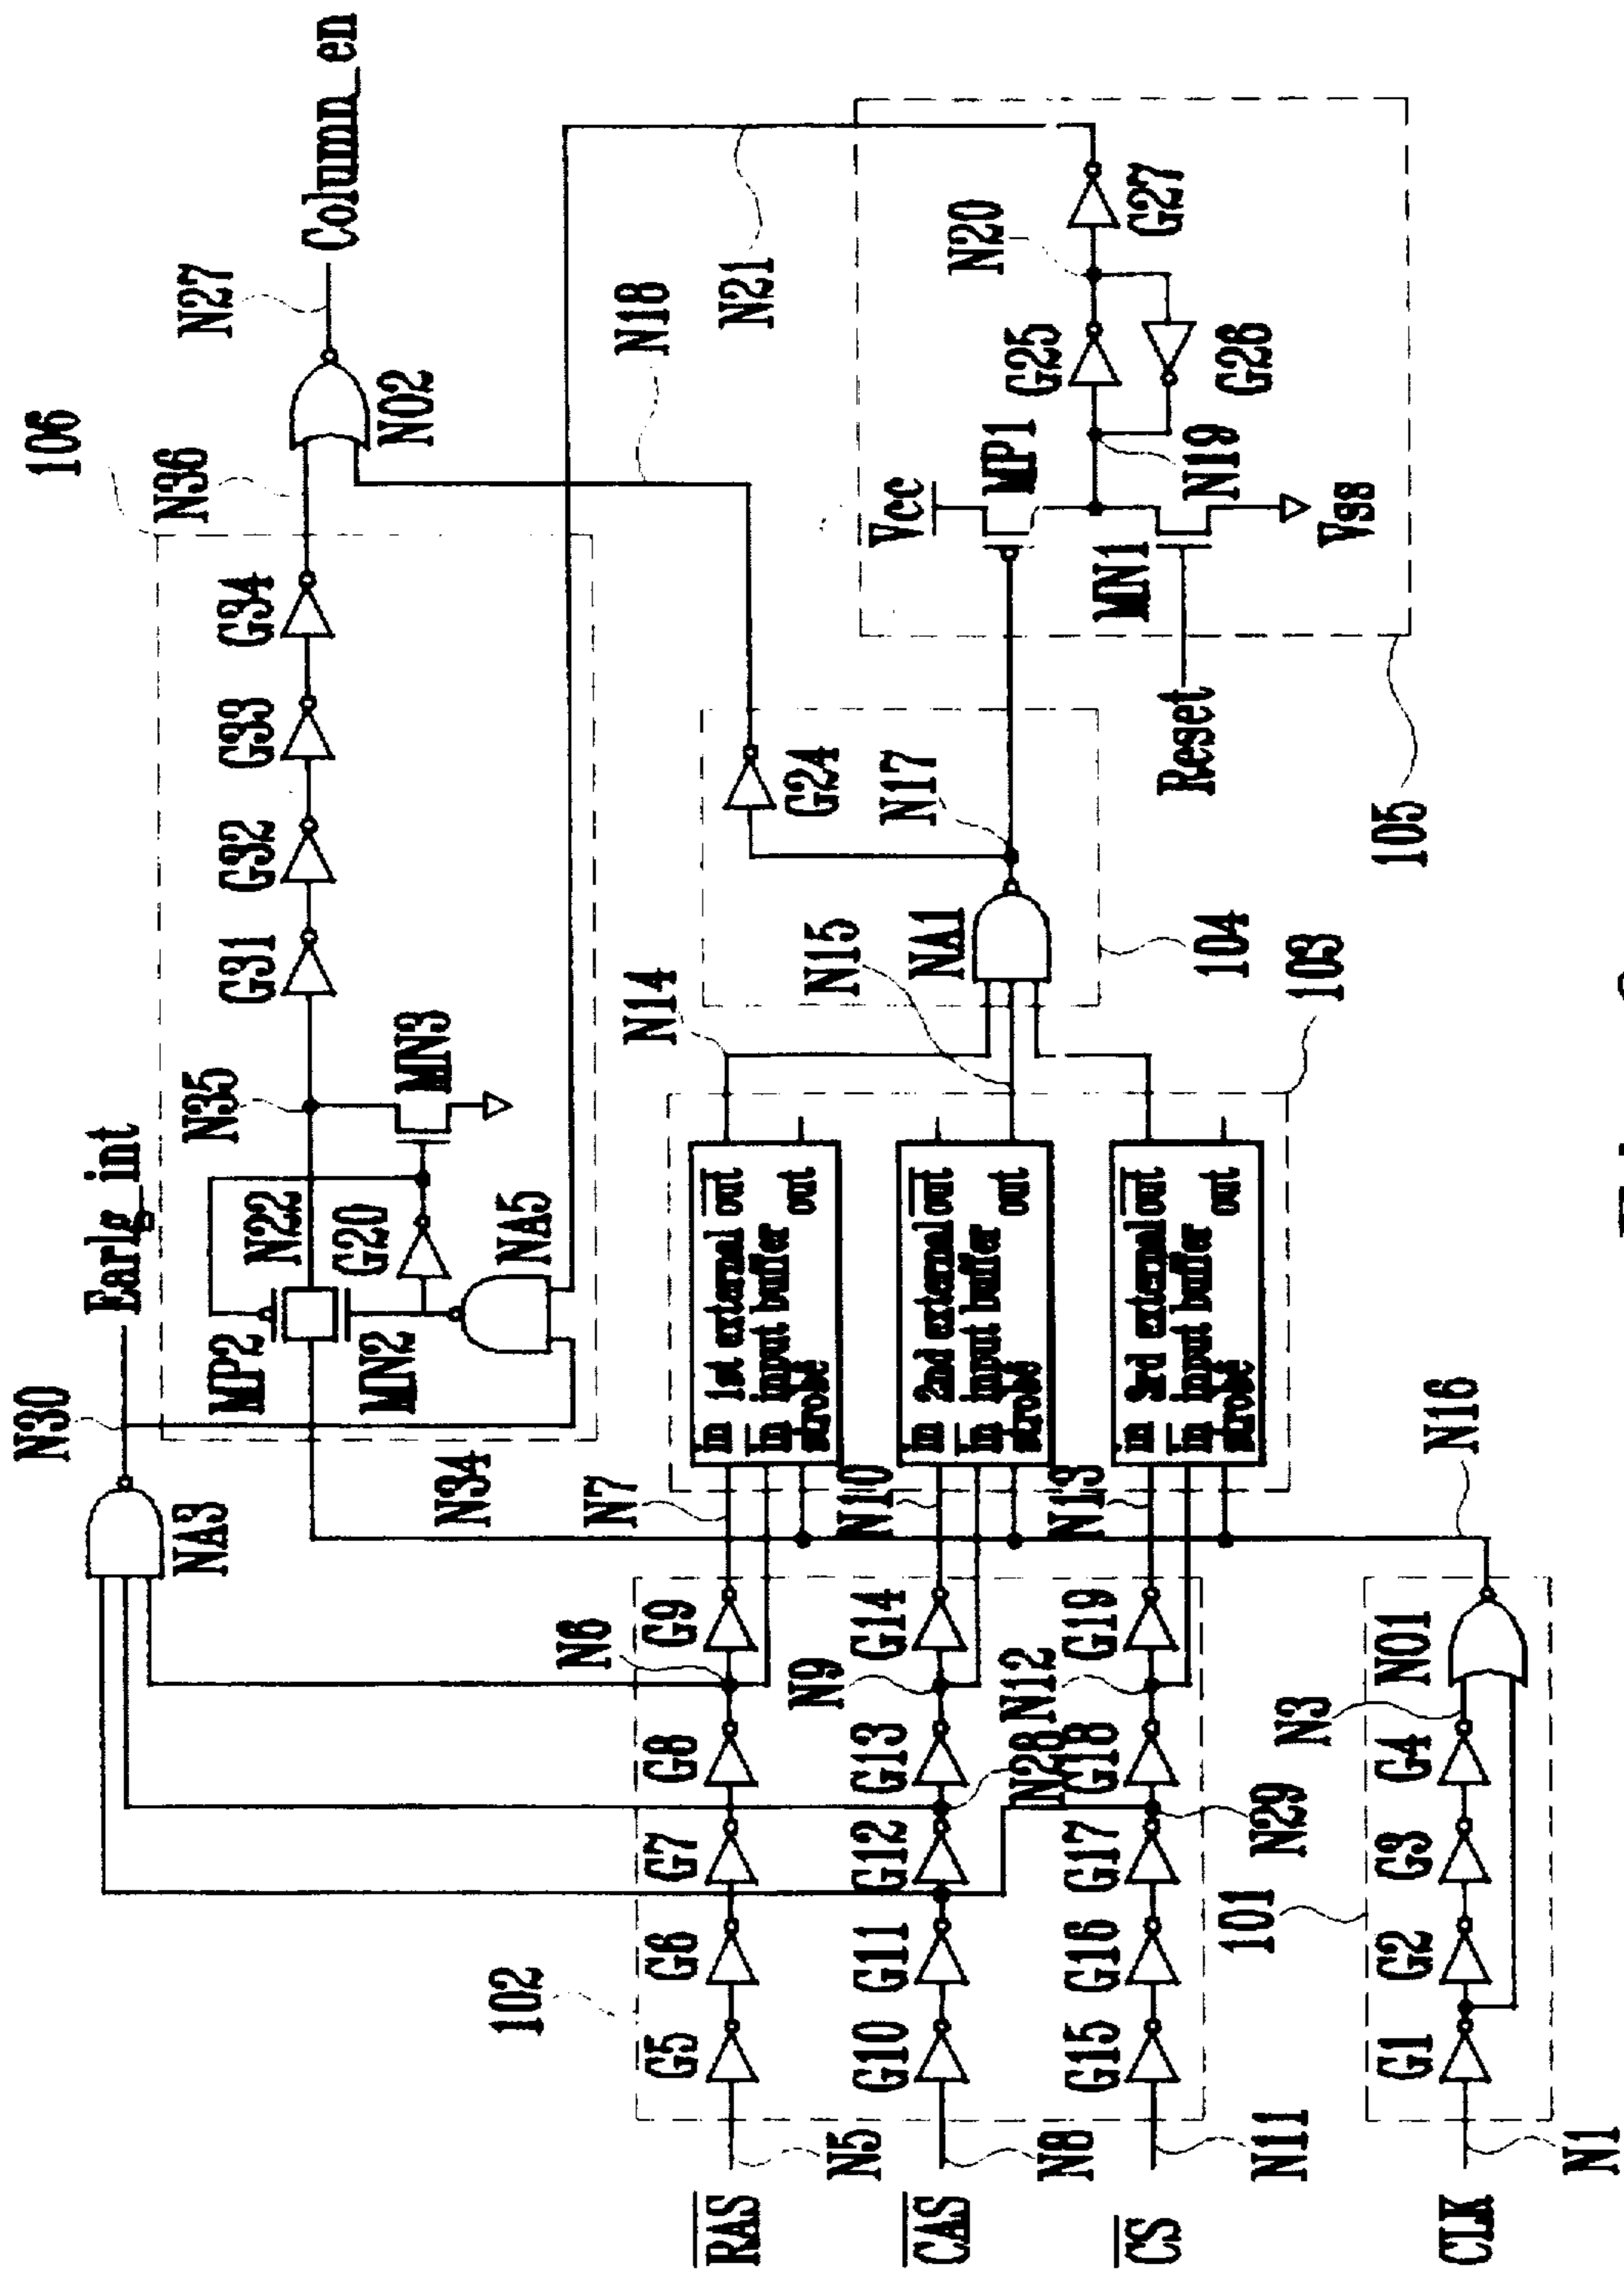 Early_int
N30
NA3
106
N36
N27
Column_en
NO2
N35
G31
G32
G33
G34
MP2
N22
MN3
G20
MN2
NA5
N34
N18
N21
102
RAS
N5
G5
G6
G7
G8
N6
G9
N7
in 1st external out
in input buffer
strobe out
N14
CAS
N8
G10
G11
G12
G13
N28
N9
G14
N10
in 2nd external out
in input buffer
strobe out
N15
CS
N11
G15
G16
G17
N29
G18
N12
G19
N13
in 3rd external out
in input buffer
strobe out
103
NA1
104
N17
G24
Vcc
MP1
MN1
Reset
Vss
N19
G25
G26
N20
G27
105
CLK
N1
101
G1
G2
G3
G4
N3
NO1
N16